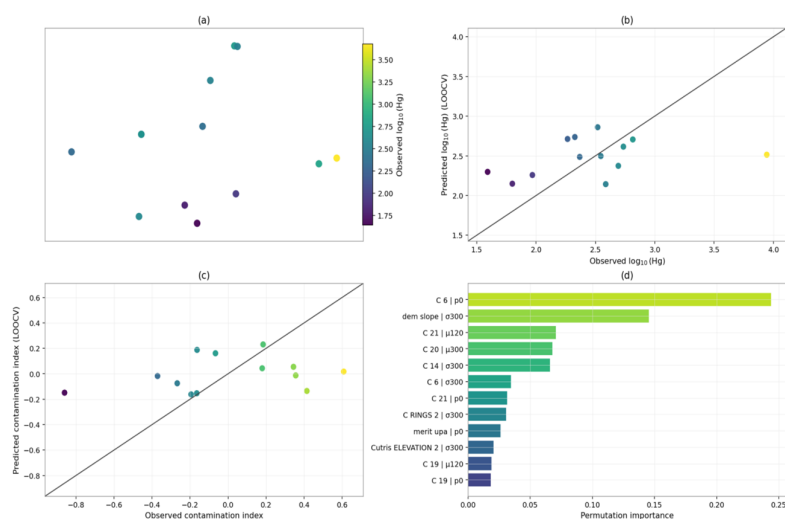 (a)
3.50
3.25
3.00
2.75
2.50
2.25
2.00
1.75
Observed log₁₀(Hg)
(b)
4.0
3.5
3.0
2.5
2.0
1.5
Predicted log₁₀(Hg) (LOOCV)
1.5 2.0 2.5 3.0 3.5 4.0
Observed log₁₀(Hg)
(c)
0.6
0.4
0.2
0.0
−0.2
−0.4
−0.6
−0.8
Predicted contamination index (LOOCV)
−0.8 −0.6 −0.4 −0.2 0.0 0.2 0.4 0.6
Observed contamination index
(d)
C 6 | p0
dem slope | σ300
C 21 | μ120
C 20 | μ300
C 14 | σ300
C 6 | σ300
C 21 | p0
C RINGS 2 | σ300
merit upa | p0
Cutris ELEVATION 2 | σ300
C 19 | μ120
C 19 | p0
0.00 0.05 0.10 0.15 0.20 0.25
Permutation importance